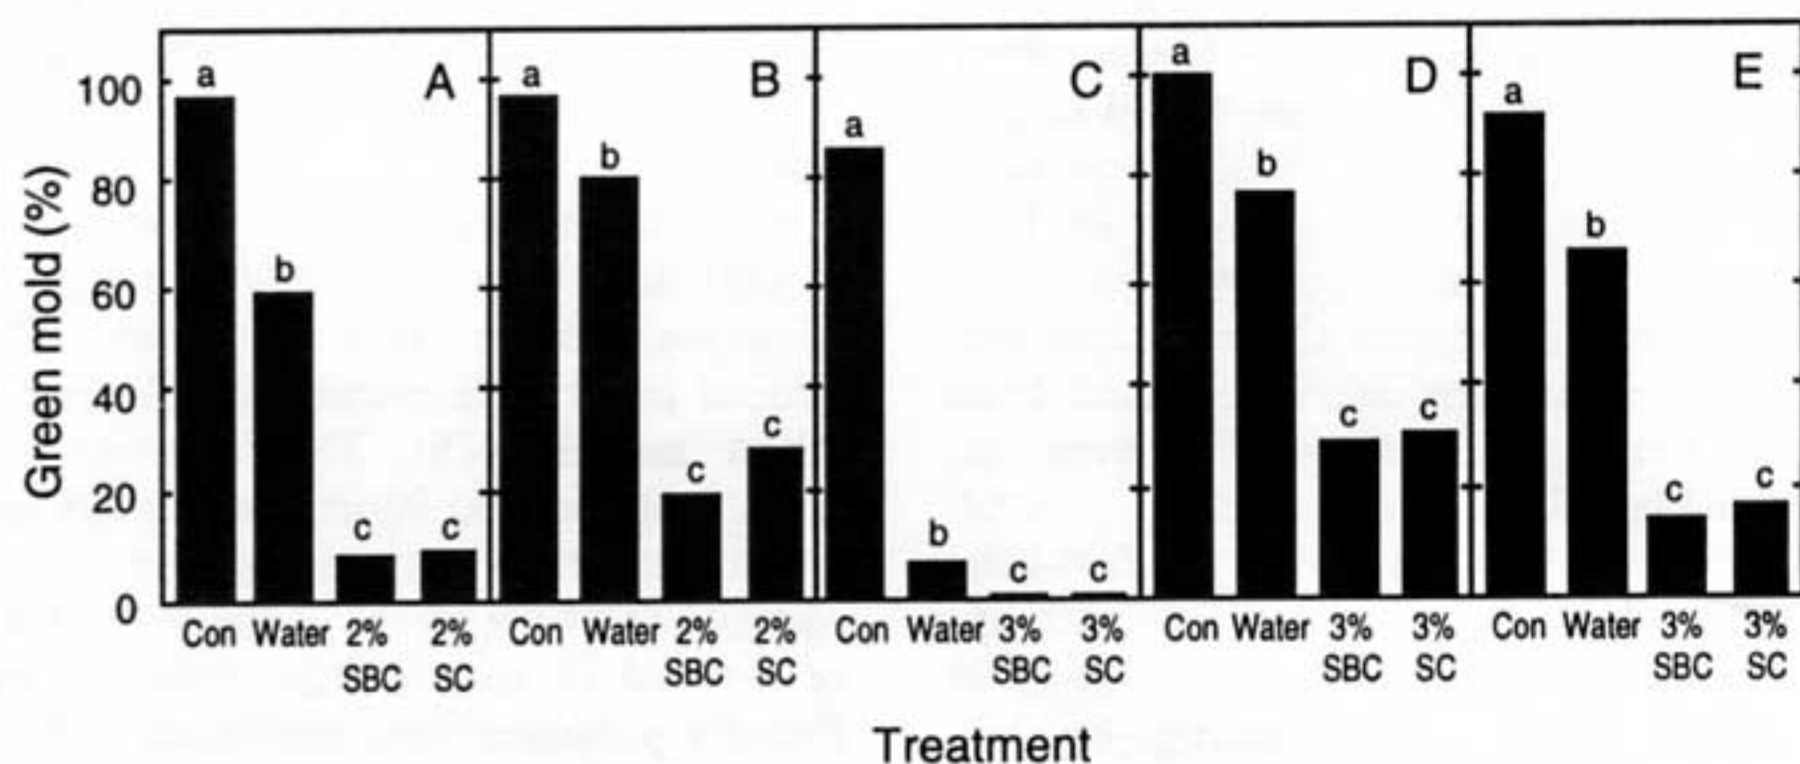 Green mold (%)
100
80
60
40
20
0
A
a
b
c
c
Con Water 2% SBC 2% SC
B
a
b
c
c
Con Water 2% SBC 2% SC
C
a
b
c
c
Con Water 3% SBC 3% SC
D
a
b
c
c
Con Water 3% SBC 3% SC
E
a
b
c
c
Con Water 3% SBC 3% SC
Treatment